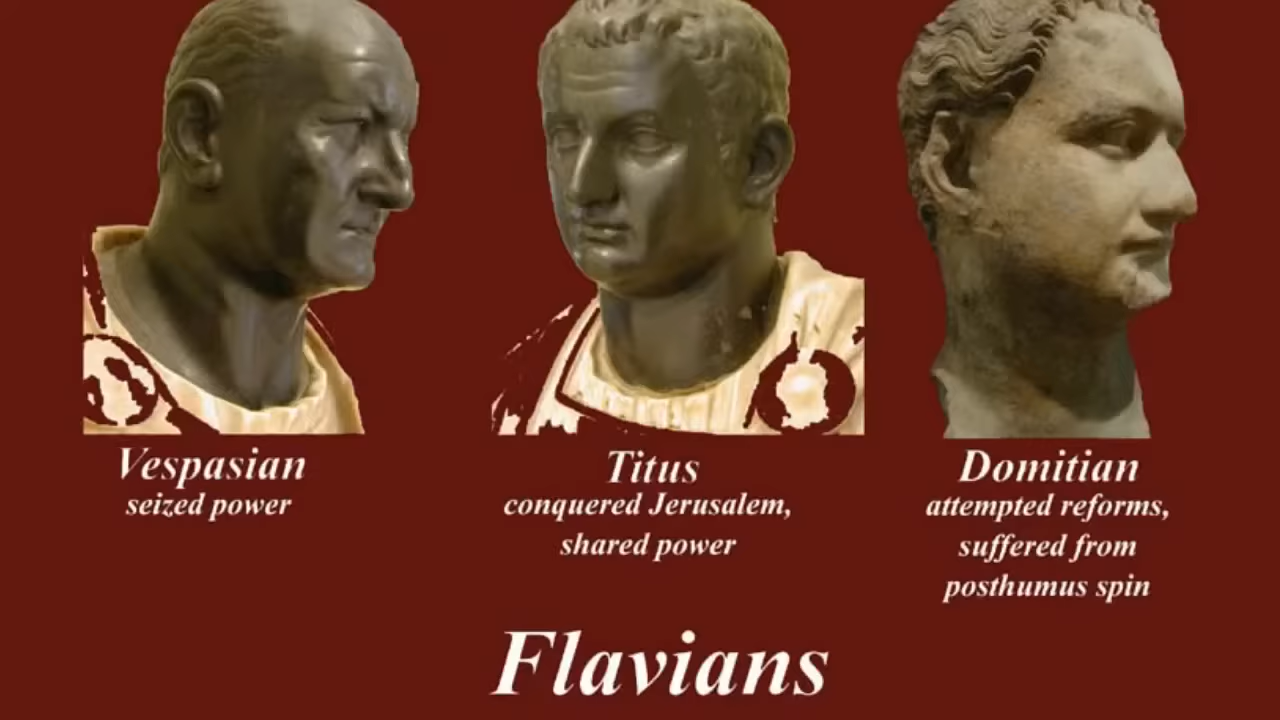 Vespasian
seized power
Titus
conquered Jerusalem,
shared power
Domitian
attempted reforms,
suffered from
posthumus spin
Flavians